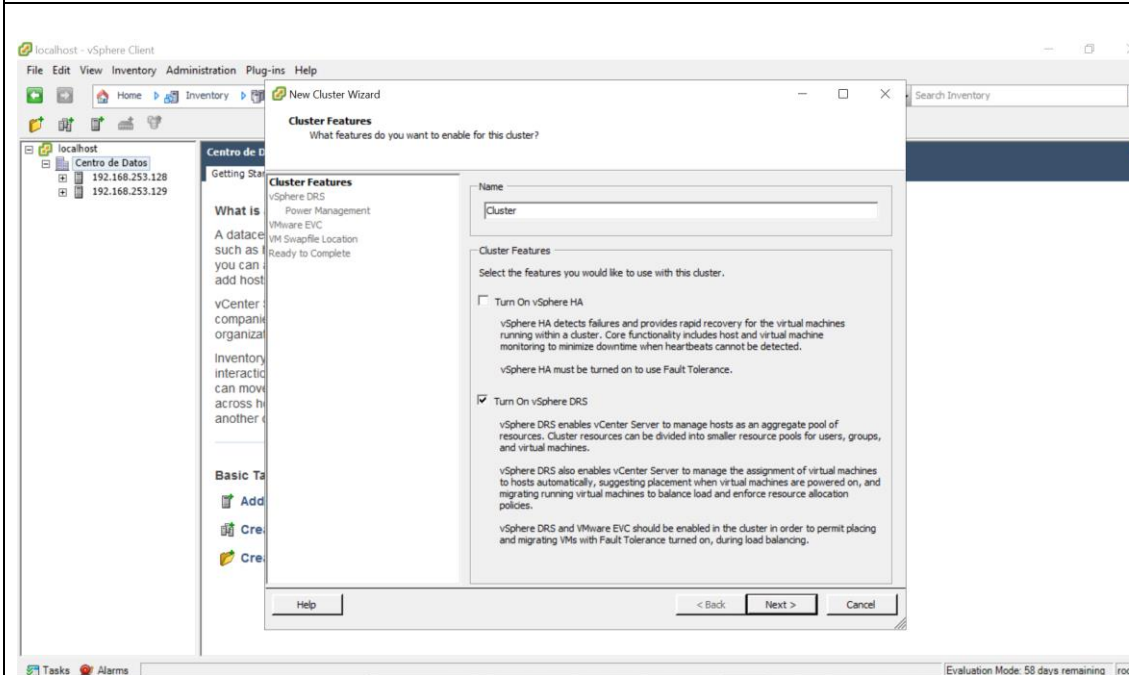 localhost - vSphere Client
File Edit View Inventory Administration Plug-ins Help
Home Inventory
Search Inventory
localhost
Centro de Datos
192.168.253.128
192.168.253.129
Centro de
Getting
What is
A
such as
you can
add host
vCenter
Inventory
can
across
another
Basic
Add
New Cluster Wizard
Cluster Features
What features do you want to enable for this cluster?
Cluster Features
vSphere DRS
Power Management
VMware EVC
VM Swapfile Location
Ready to Complete
Name
Cluster
Cluster Features
Select the features you would like to use with this cluster.
Turn On vSphere HA
vSphere HA detects failures and provides rapid recovery for the virtual machines
running within a cluster. Core functionality includes host and virtual machine
monitoring to minimize downtime when heartbeats cannot be detected.
vSphere HA must be turned on to use Fault Tolerance.
Turn On vSphere DRS
vSphere DRS enables vCenter Server to manage hosts as an aggregate pool of
resources. Cluster resources can be divided into smaller resource pools for users, groups,
and virtual machines.
vSphere DRS also enables vCenter Server to manage the assignment of virtual machines
to hosts automatically, suggesting placement when virtual machines are powered on, and
migrating running virtual machines to balance load and enforce resource allocation
policies.
vSphere DRS and VMware EVC should be enabled in the cluster in order to permit placing
and migrating VMs with Fault Tolerance turned on, during load balancing.
Help
< Back Next > Cancel
Tasks Alarms
Evaluation Mode: 58 days remaining